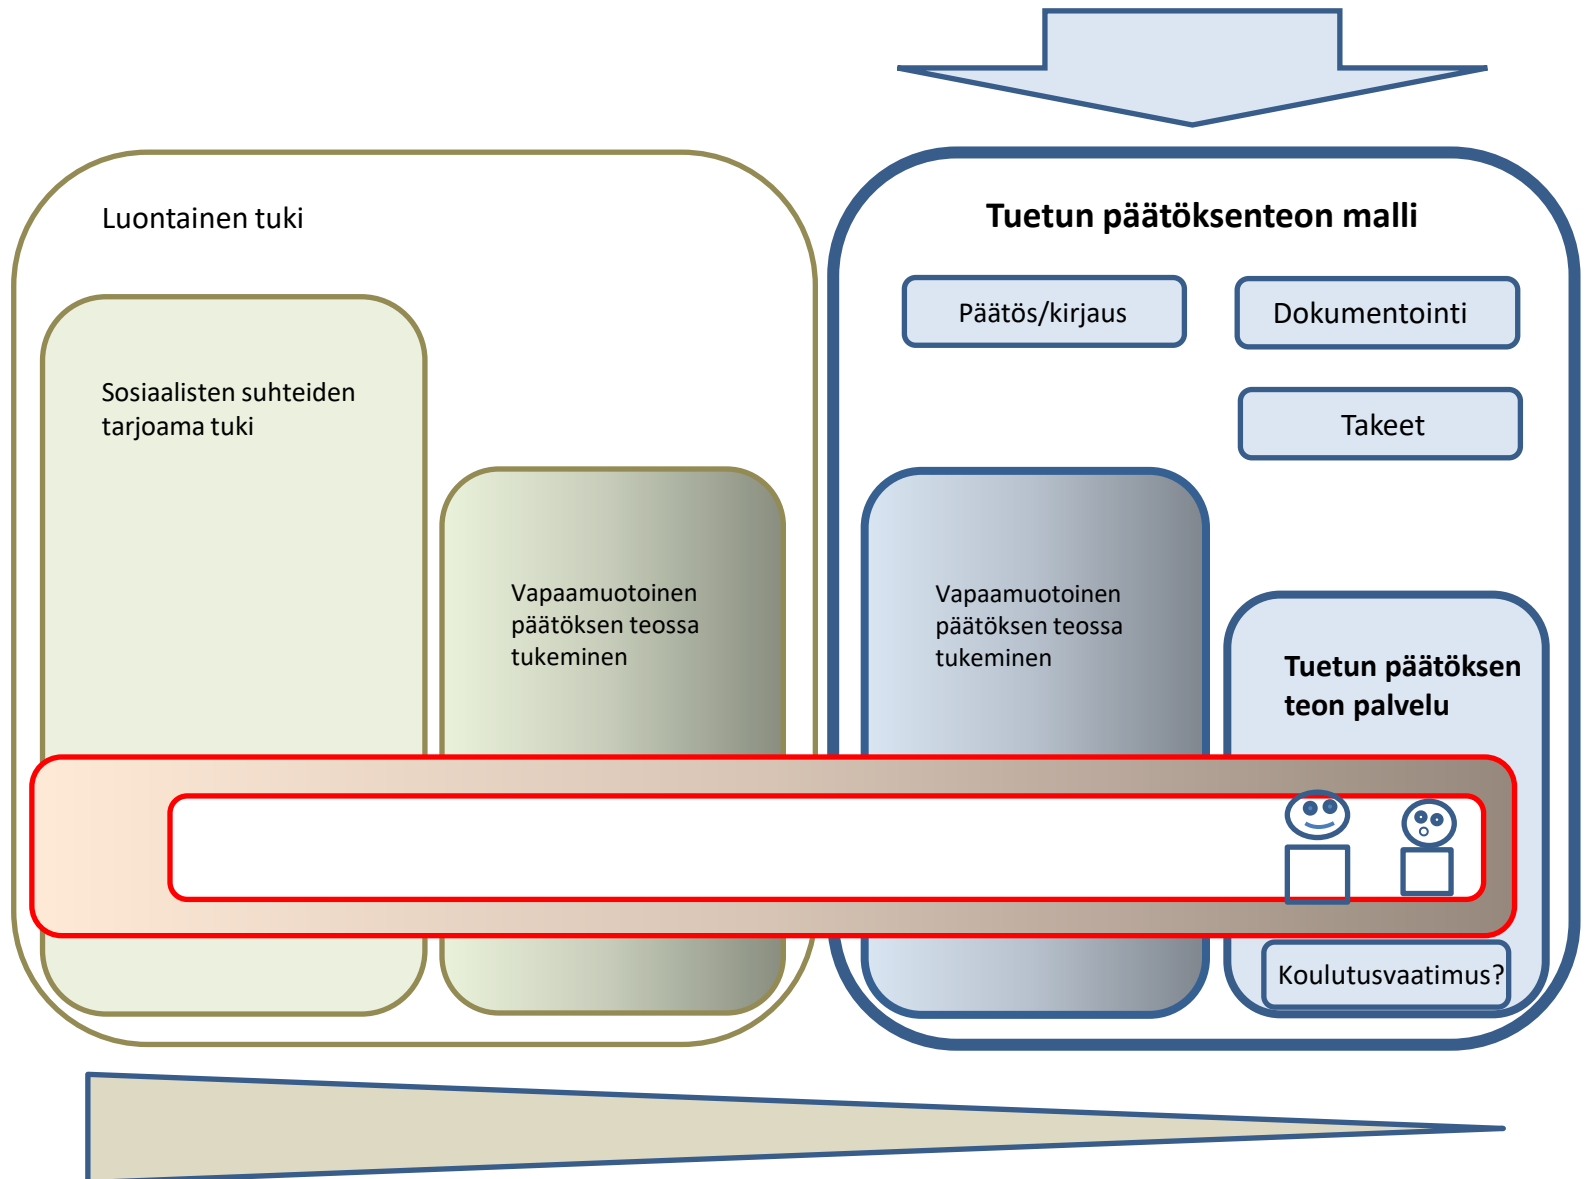 Luontainen tuki
Sosiaalisten suhteiden
tarjoama tuki
Vapaamuotoinen
päätöksen teossa
tukeminen
Tuetun päätöksenteon malli
Päätös/kirjaus
Dokumentointi
Takeet
Vapaamuotoinen
päätöksen teossa
tukeminen
Tuetun päätöksen
teon palvelu
Koulutusvaatimus?